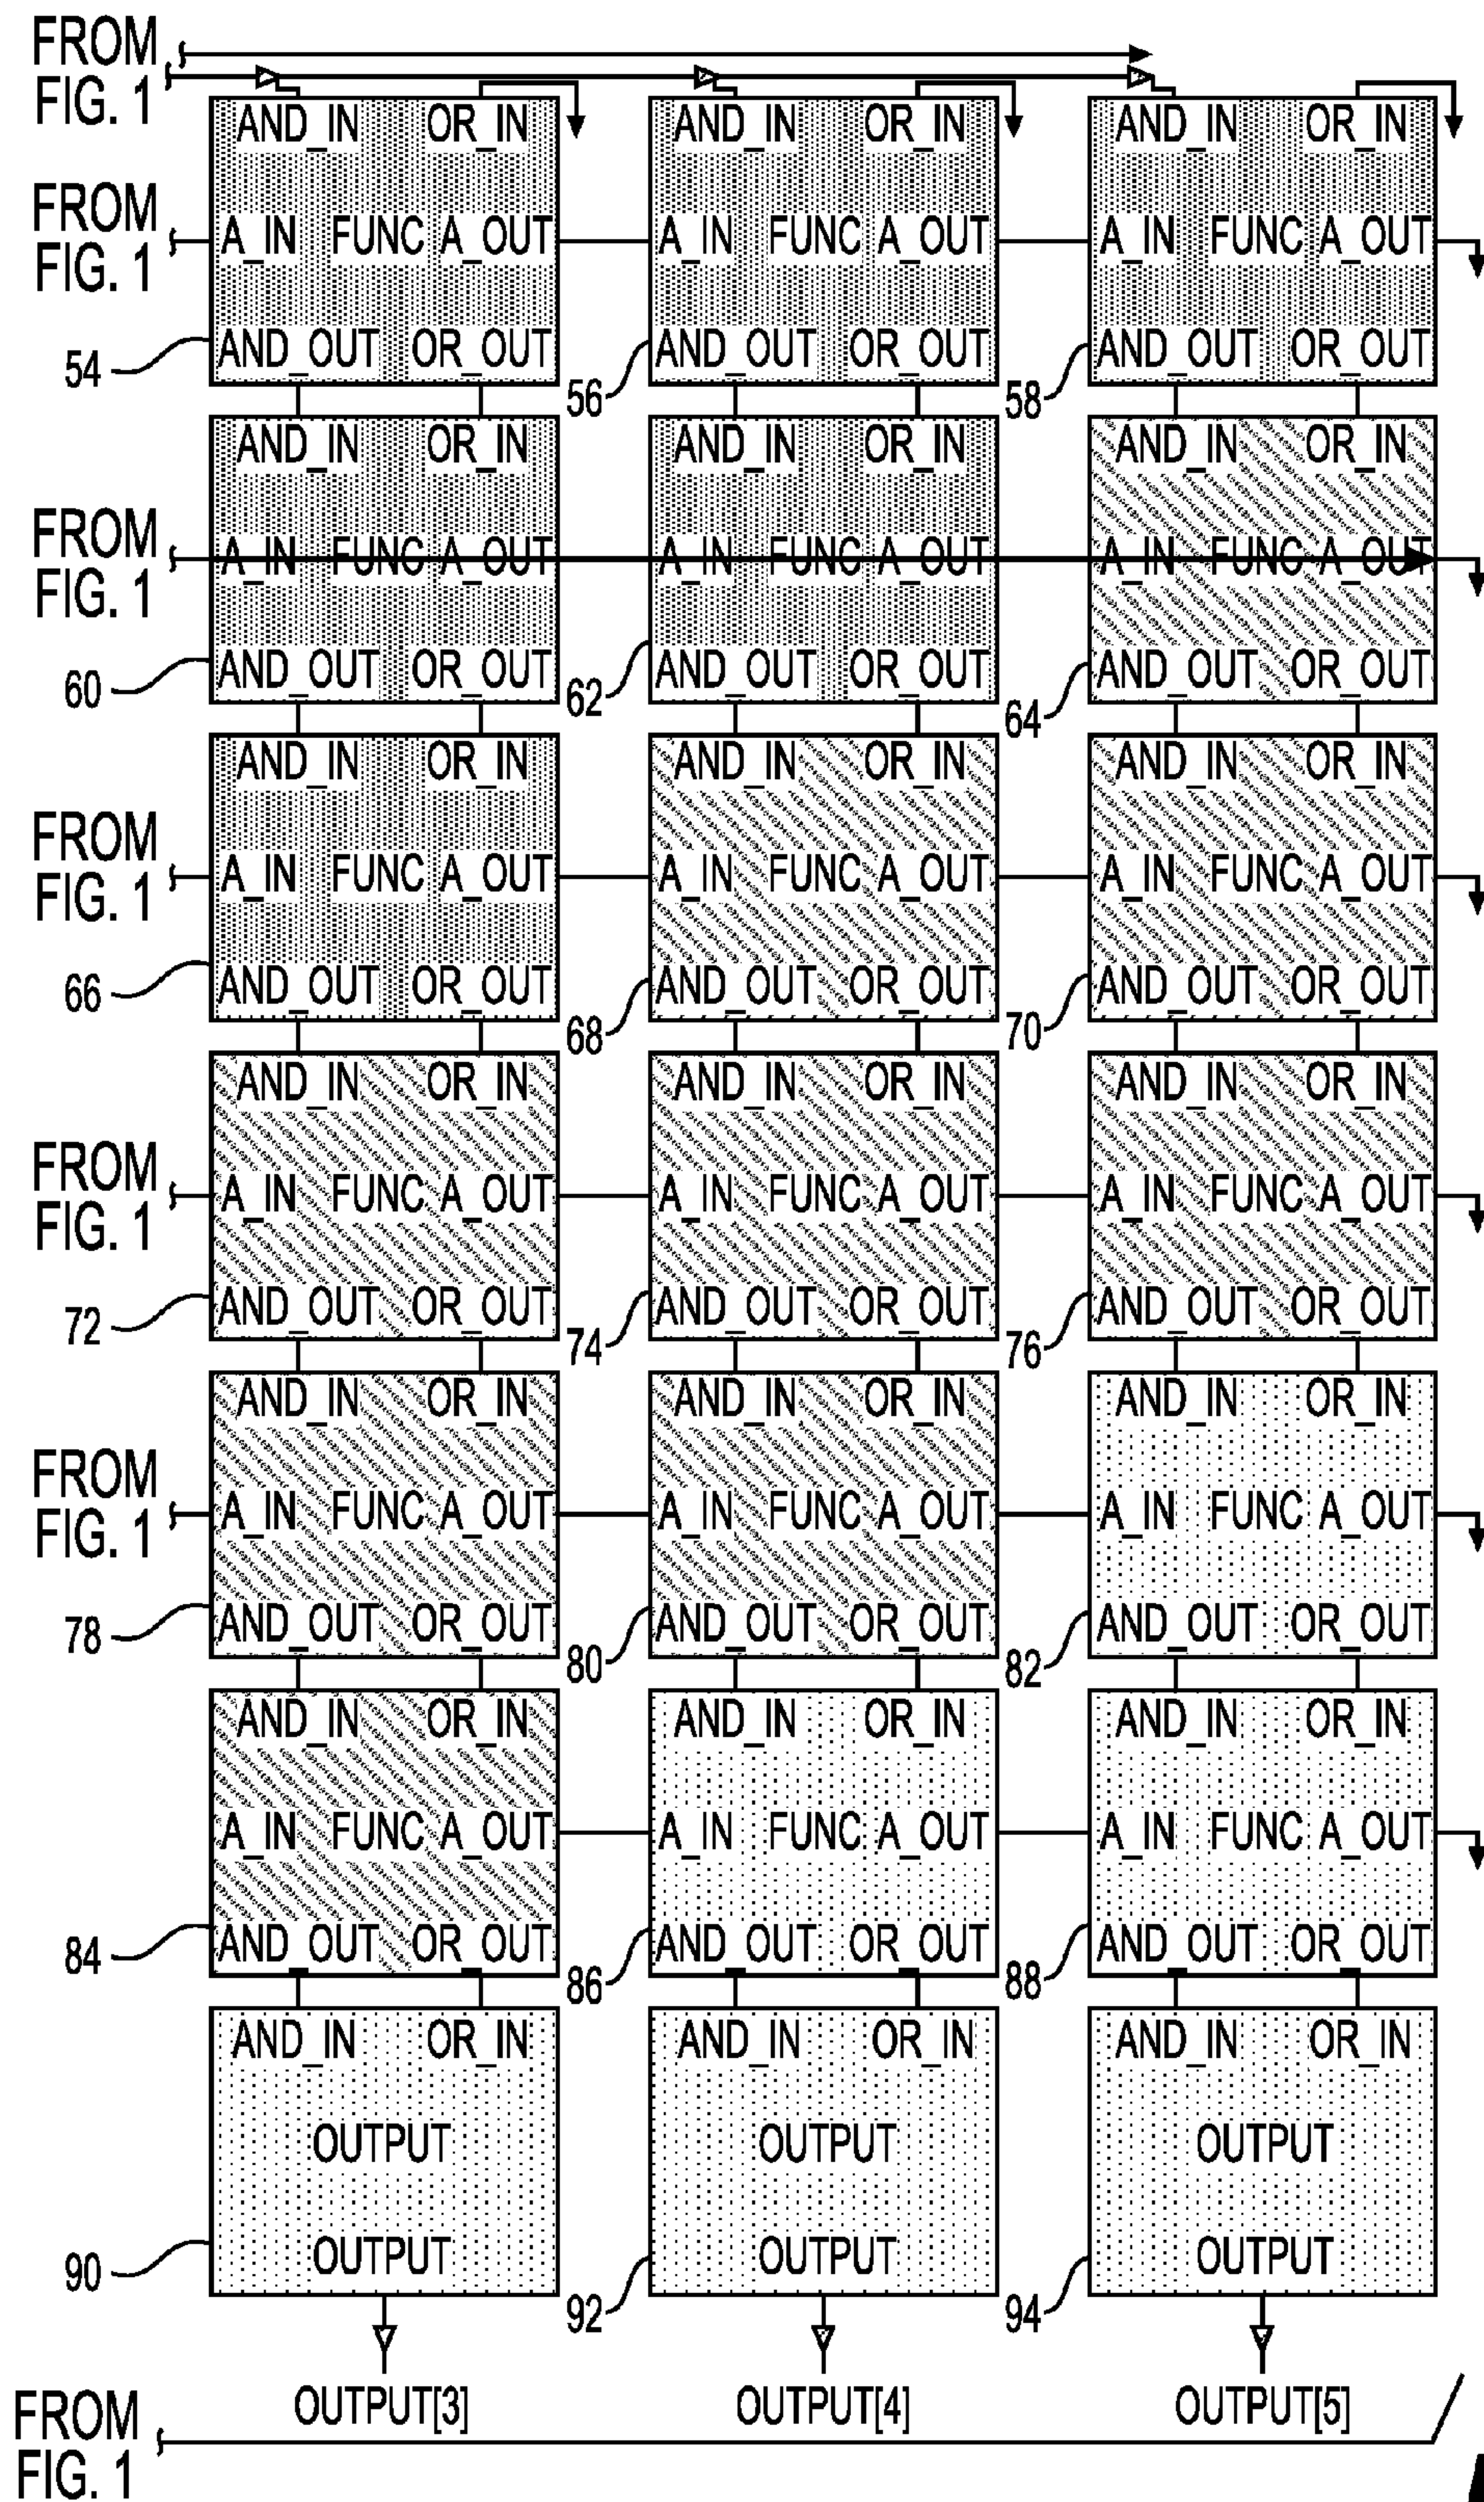 FROM
FIG. 1
AND_IN OR_IN AND_IN OR_IN AND_IN OR_IN
FROM
FIG. 1
A_IN FUNC A_OUT A_IN FUNC A_OUT A_IN FUNC A_OUT
AND_OUT OR_OUT AND_OUT OR_OUT AND_OUT OR_OUT
54 56 58
AND_IN OR_IN AND_IN OR_IN AND_IN OR_IN
FROM
FIG. 1
A_IN FUNC A_OUT A_IN FUNC A_OUT A_IN FUNC A_OUT
AND_OUT OR_OUT AND_OUT OR_OUT AND_OUT OR_OUT
60 62 64
AND_IN OR_IN AND_IN OR_IN AND_IN OR_IN
FROM
FIG. 1
A_IN FUNC A_OUT A_IN FUNC A_OUT A_IN FUNC A_OUT
AND_OUT OR_OUT AND_OUT OR_OUT AND_OUT OR_OUT
66 68 70
AND_IN OR_IN AND_IN OR_IN AND_IN OR_IN
FROM
FIG. 1
A_IN FUNC A_OUT A_IN FUNC A_OUT A_IN FUNC A_OUT
AND_OUT OR_OUT AND_OUT OR_OUT AND_OUT OR_OUT
72 74 76
AND_IN OR_IN AND_IN OR_IN AND_IN OR_IN
FROM
FIG. 1
A_IN FUNC A_OUT A_IN FUNC A_OUT A_IN FUNC A_OUT
AND_OUT OR_OUT AND_OUT OR_OUT AND_OUT OR_OUT
78 80 82
AND_IN OR_IN AND_IN OR_IN AND_IN OR_IN
A_IN FUNC A_OUT A_IN FUNC A_OUT A_IN FUNC A_OUT
AND_OUT OR_OUT AND_OUT OR_OUT AND_OUT OR_OUT
84 86 88
AND_IN OR_IN AND_IN OR_IN AND_IN OR_IN
OUTPUT OUTPUT OUTPUT
OUTPUT OUTPUT OUTPUT
90 92 94
OUTPUT[3] OUTPUT[4] OUTPUT[5]
FROM
FIG. 1